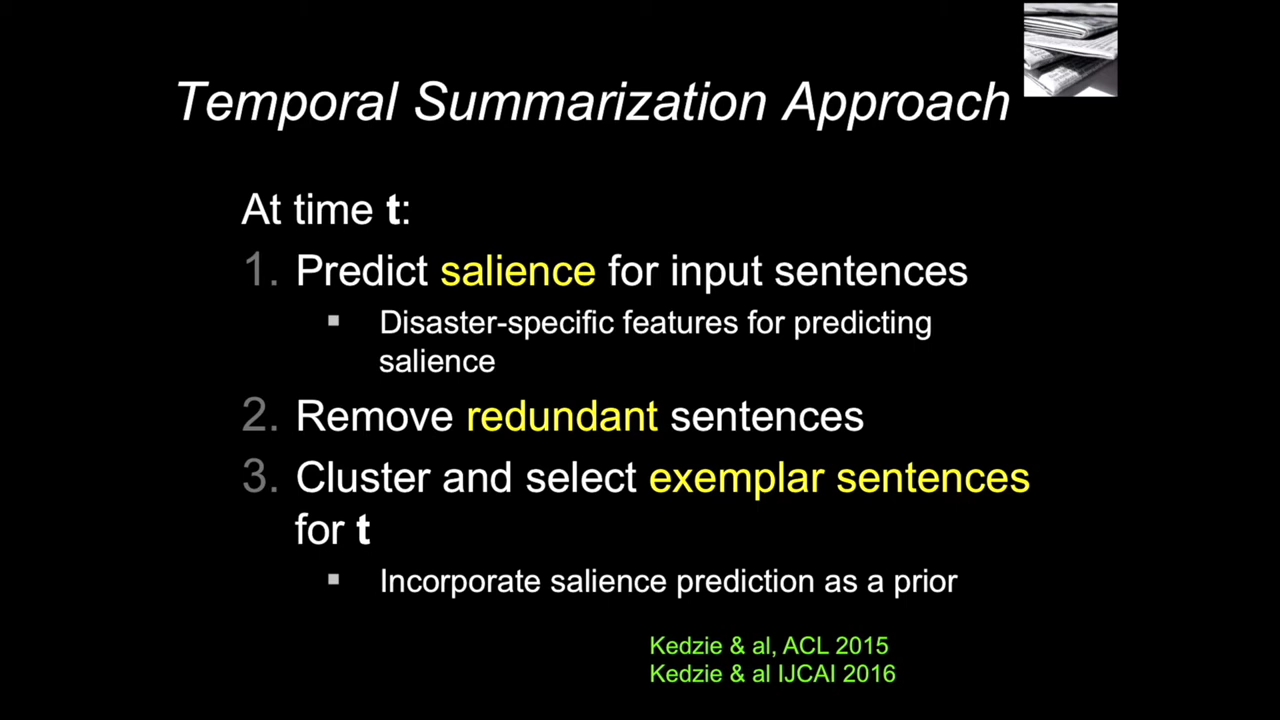 Temporal Summarization Approach
At time t:
1. Predict salience for input sentences
▪ Disaster-specific features for predicting
salience
2. Remove redundant sentences
3. Cluster and select exemplar sentences
for t
▪ Incorporate salience prediction as a prior
Kedzie & al, ACL 2015
Kedzie & al IJCAI 2016